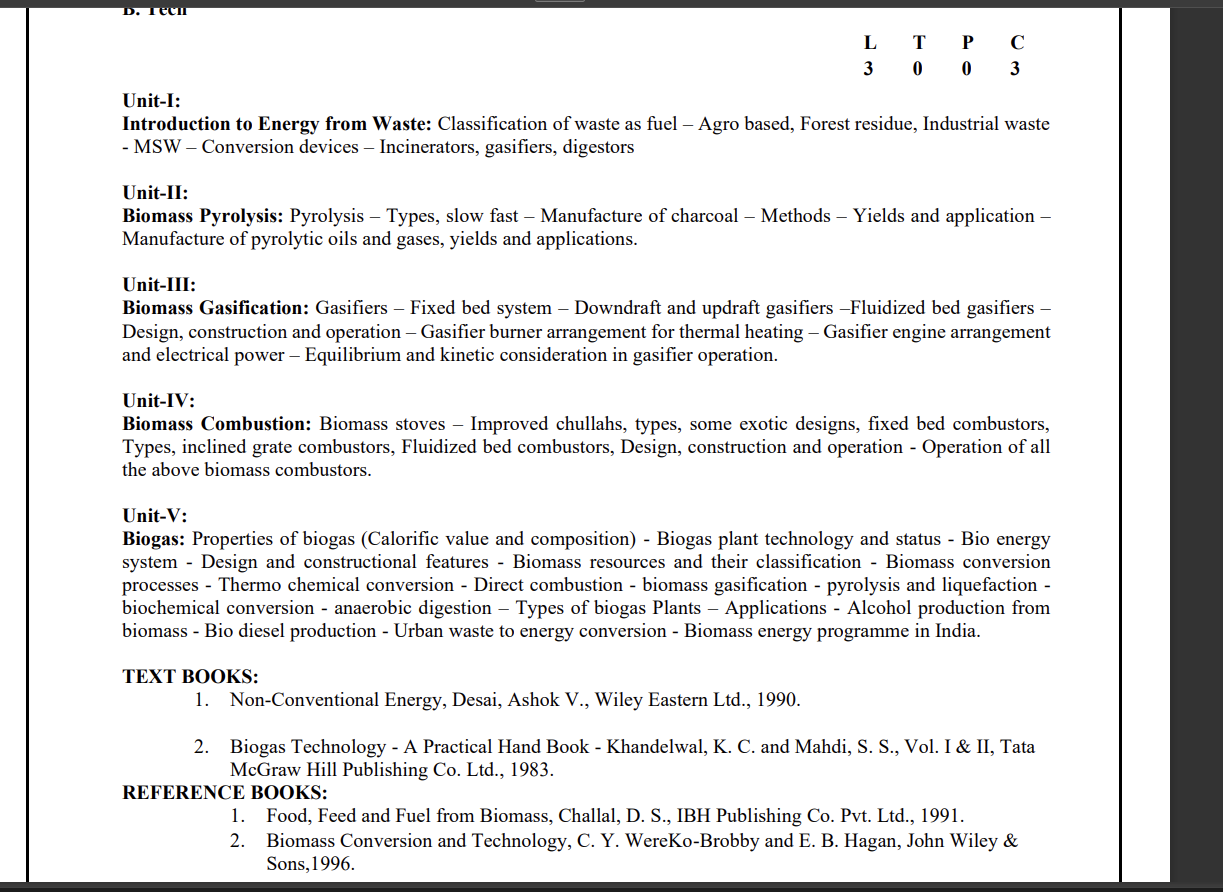 B. Tech
L T P C
3 0 0 3
Unit-I:
Introduction to Energy from Waste: Classification of waste as fuel – Agro based, Forest residue, Industrial waste
- MSW – Conversion devices – Incinerators, gasifiers, digestors
Unit-II:
Biomass Pyrolysis: Pyrolysis – Types, slow fast – Manufacture of charcoal – Methods – Yields and application –
Manufacture of pyrolytic oils and gases, yields and applications.
Unit-III:
Biomass Gasification: Gasifiers – Fixed bed system – Downdraft and updraft gasifiers –Fluidized bed gasifiers –
Design, construction and operation – Gasifier burner arrangement for thermal heating – Gasifier engine arrangement
and electrical power – Equilibrium and kinetic consideration in gasifier operation.
Unit-IV:
Biomass Combustion: Biomass stoves – Improved chullahs, types, some exotic designs, fixed bed combustors,
Types, inclined grate combustors, Fluidized bed combustors, Design, construction and operation - Operation of all
the above biomass combustors.
Unit-V:
Biogas: Properties of biogas (Calorific value and composition) - Biogas plant technology and status - Bio energy
system - Design and constructional features - Biomass resources and their classification - Biomass conversion
processes - Thermo chemical conversion - Direct combustion - biomass gasification - pyrolysis and liquefaction -
biochemical conversion - anaerobic digestion – Types of biogas Plants – Applications - Alcohol production from
biomass - Bio diesel production - Urban waste to energy conversion - Biomass energy programme in India.
TEXT BOOKS:
1. Non-Conventional Energy, Desai, Ashok V., Wiley Eastern Ltd., 1990.
2. Biogas Technology - A Practical Hand Book - Khandelwal, K. C. and Mahdi, S. S., Vol. I & II, Tata
McGraw Hill Publishing Co. Ltd., 1983.
REFERENCE BOOKS:
1. Food, Feed and Fuel from Biomass, Challal, D. S., IBH Publishing Co. Pvt. Ltd., 1991.
2. Biomass Conversion and Technology, C. Y. WereKo-Brobby and E. B. Hagan, John Wiley &
Sons,1996.